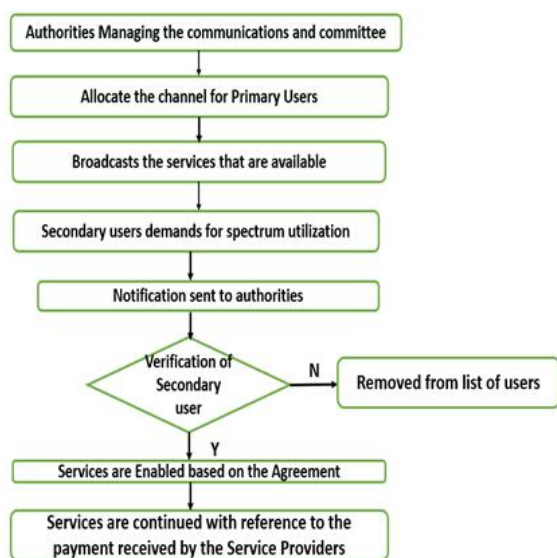 Authorities Managing the communications and committee
Allocate the channel for Primary Users
Broadcasts the services that are available
Secondary users demands for spectrum utilization
Notification sent to authorities
Verification of
Secondary
user
N
Removed from list of users
Y
Services are Enabled based on the Agreement
Services are continued with reference to the
payment received by the Service Providers